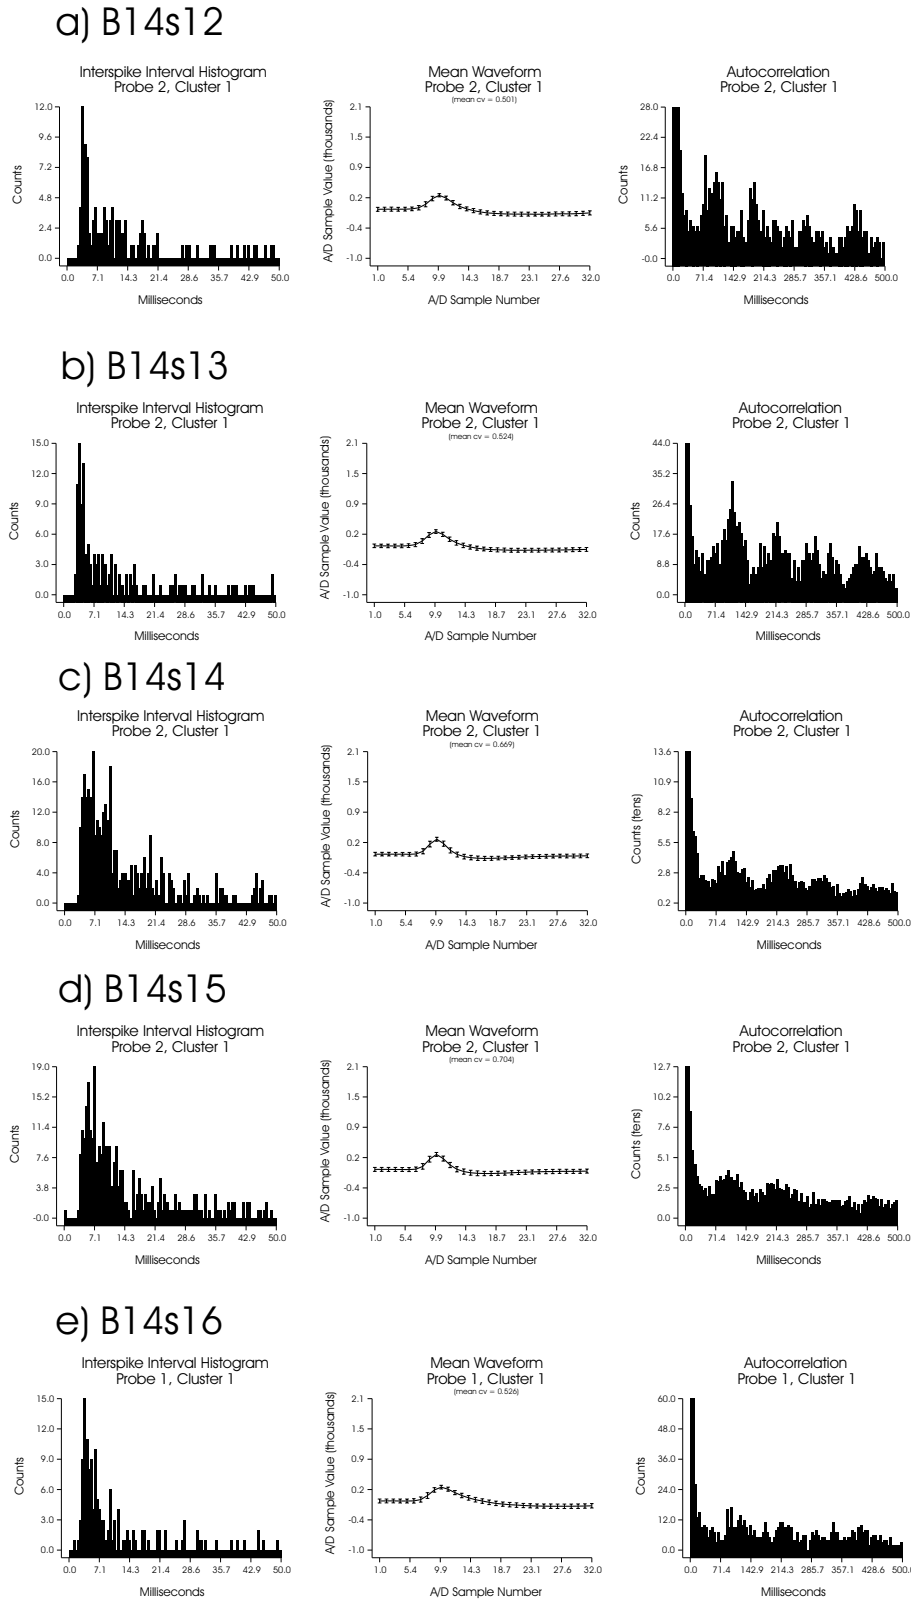 a) B14s12
Interspike Interval Histogram
Probe 2, Cluster 1
12.0
9.6
7.2
4.8
2.4
0.0
Counts
0.0 7.1 14.3 21.4 28.6 35.7 42.9 50.0
Milliseconds
Mean Waveform
Probe 2, Cluster 1
(mean cv = 0.501)
2.1
1.5
0.9
0.2
-0.4
-1.0
A/D Sample Value (thousands)
1.0 5.4 9.9 14.3 18.7 23.1 27.6 32.0
A/D Sample Number
Autocorrelation
Probe 2, Cluster 1
28.0
22.4
16.8
11.2
5.6
-0.0
Counts
0.0 71.4 142.9 214.3 285.7 357.1 428.6 500.0
Milliseconds
b) B14s13
Interspike Interval Histogram
Probe 2, Cluster 1
15.0
12.0
9.0
6.0
3.0
0.0
Counts
0.0 7.1 14.3 21.4 28.6 35.7 42.9 50.0
Milliseconds
Mean Waveform
Probe 2, Cluster 1
(mean cv = 0.524)
2.1
1.5
0.9
0.2
-0.4
-1.0
A/D Sample Value (thousands)
1.0 5.4 9.9 14.3 18.7 23.1 27.6 32.0
A/D Sample Number
Autocorrelation
Probe 2, Cluster 1
44.0
35.2
26.4
17.6
8.8
0.0
Counts
0.0 71.4 142.9 214.3 285.7 357.1 428.6 500.0
Milliseconds
c) B14s14
Interspike Interval Histogram
Probe 2, Cluster 1
20.0
16.0
12.0
8.0
4.0
0.0
Counts
0.0 7.1 14.3 21.4 28.6 35.7 42.9 50.0
Milliseconds
Mean Waveform
Probe 2, Cluster 1
(mean cv = 0.669)
2.1
1.5
0.9
0.2
-0.4
-1.0
A/D Sample Value (thousands)
1.0 5.4 9.9 14.3 18.7 23.1 27.6 32.0
A/D Sample Number
Autocorrelation
Probe 2, Cluster 1
13.6
10.9
8.2
5.5
2.8
0.2
Counts (tens)
0.0 71.4 142.9 214.3 285.7 357.1 428.6 500.0
Milliseconds
d) B14s15
Interspike Interval Histogram
Probe 2, Cluster 1
19.0
15.2
11.4
7.6
3.8
-0.0
Counts
0.0 7.1 14.3 21.4 28.6 35.7 42.9 50.0
Milliseconds
Mean Waveform
Probe 2, Cluster 1
(mean cv = 0.704)
2.1
1.5
0.9
0.2
-0.4
-1.0
A/D Sample Value (thousands)
1.0 5.4 9.9 14.3 18.7 23.1 27.6 32.0
A/D Sample Number
Autocorrelation
Probe 2, Cluster 1
12.7
10.2
7.6
5.1
2.5
0.0
Counts (tens)
0.0 71.4 142.9 214.3 285.7 357.1 428.6 500.0
Milliseconds
e) B14s16
Interspike Interval Histogram
Probe 1, Cluster 1
15.0
12.0
9.0
6.0
3.0
0.0
Counts
0.0 7.1 14.3 21.4 28.6 35.7 42.9 50.0
Milliseconds
Mean Waveform
Probe 1, Cluster 1
(mean cv = 0.526)
2.1
1.5
0.9
0.2
-0.4
-1.0
A/D Sample Value (thousands)
1.0 5.4 9.9 14.3 18.7 23.1 27.6 32.0
A/D Sample Number
Autocorrelation
Probe 1, Cluster 1
60.0
48.0
36.0
24.0
12.0
0.0
Counts
0.0 71.4 142.9 214.3 285.7 357.1 428.6 500.0
Milliseconds